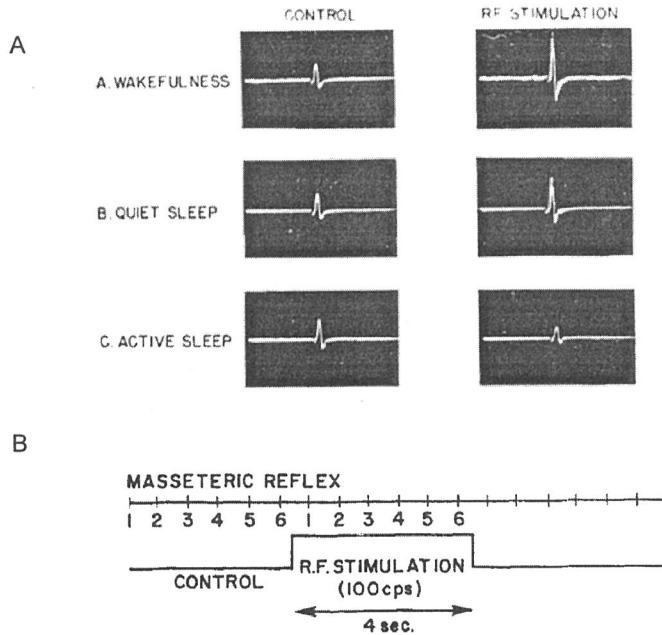 A
CONTROL
R.F. STIMULATION
A. WAKEFULNESS
B. QUIET SLEEP
C. ACTIVE SLEEP
B
MASSETERIC REFLEX
1 2 3 4 5 6 1 2 3 4 5 6
CONTROL
R.F. STIMULATION
(100cps)
4 sec.